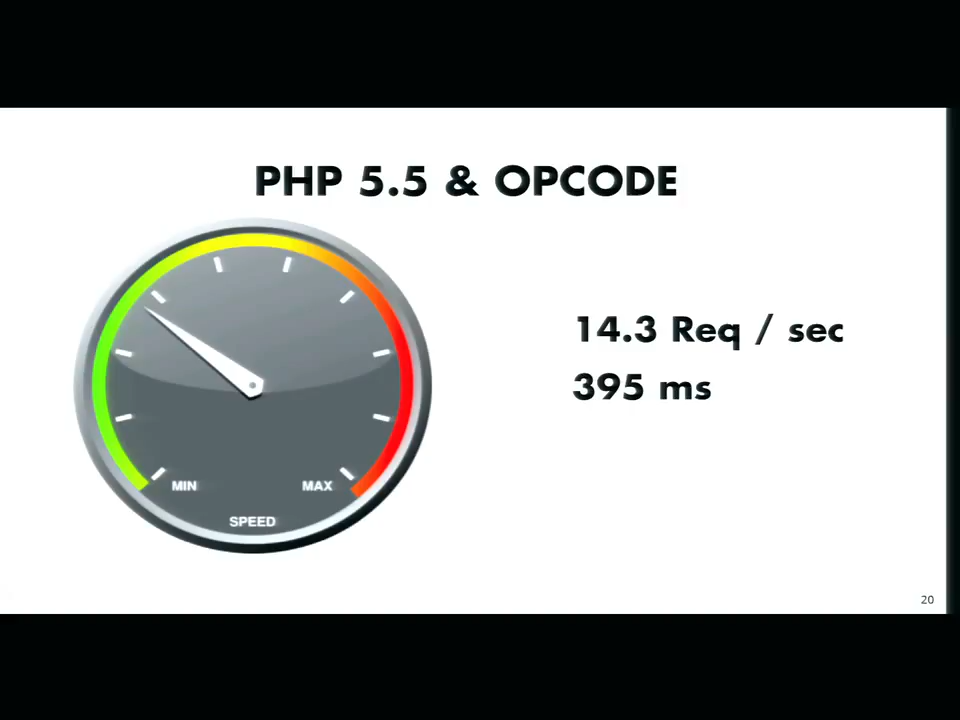 PHP 5.5 & OPCODE
14.3 Req / sec
395 ms
MIN
MAX
SPEED
20